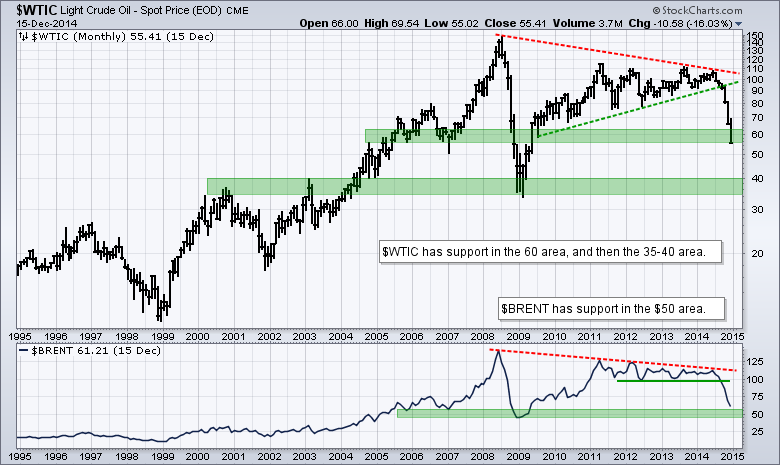 $WTIC Light Crude Oil - Spot Price (EOD) CME © StockCharts.com
15-Dec-2014 Open 66.00 High 69.54 Low 55.02 Close 55.41 Volume 3.7M Chg -10.58 (-16.03%)
$WTIC (Monthly) 55.41 (15 Dec)
150
140
130
120
110
100
90
80
70
60
50
40
30
20
$WTIC has support in the 60 area, and then the 35-40 area.
$BRENT has support in the $50 area.
1995 1996 1997 1998 1999 2000 2001 2002 2003 2004 2005 2006 2007 2008 2009 2010 2011 2012 2013 2014 2015
$BRENT 61.21 (15 Dec)
125
100
75
50
25
1995 1996 1997 1998 1999 2000 2001 2002 2003 2004 2005 2006 2007 2008 2009 2010 2011 2012 2013 2014 2015